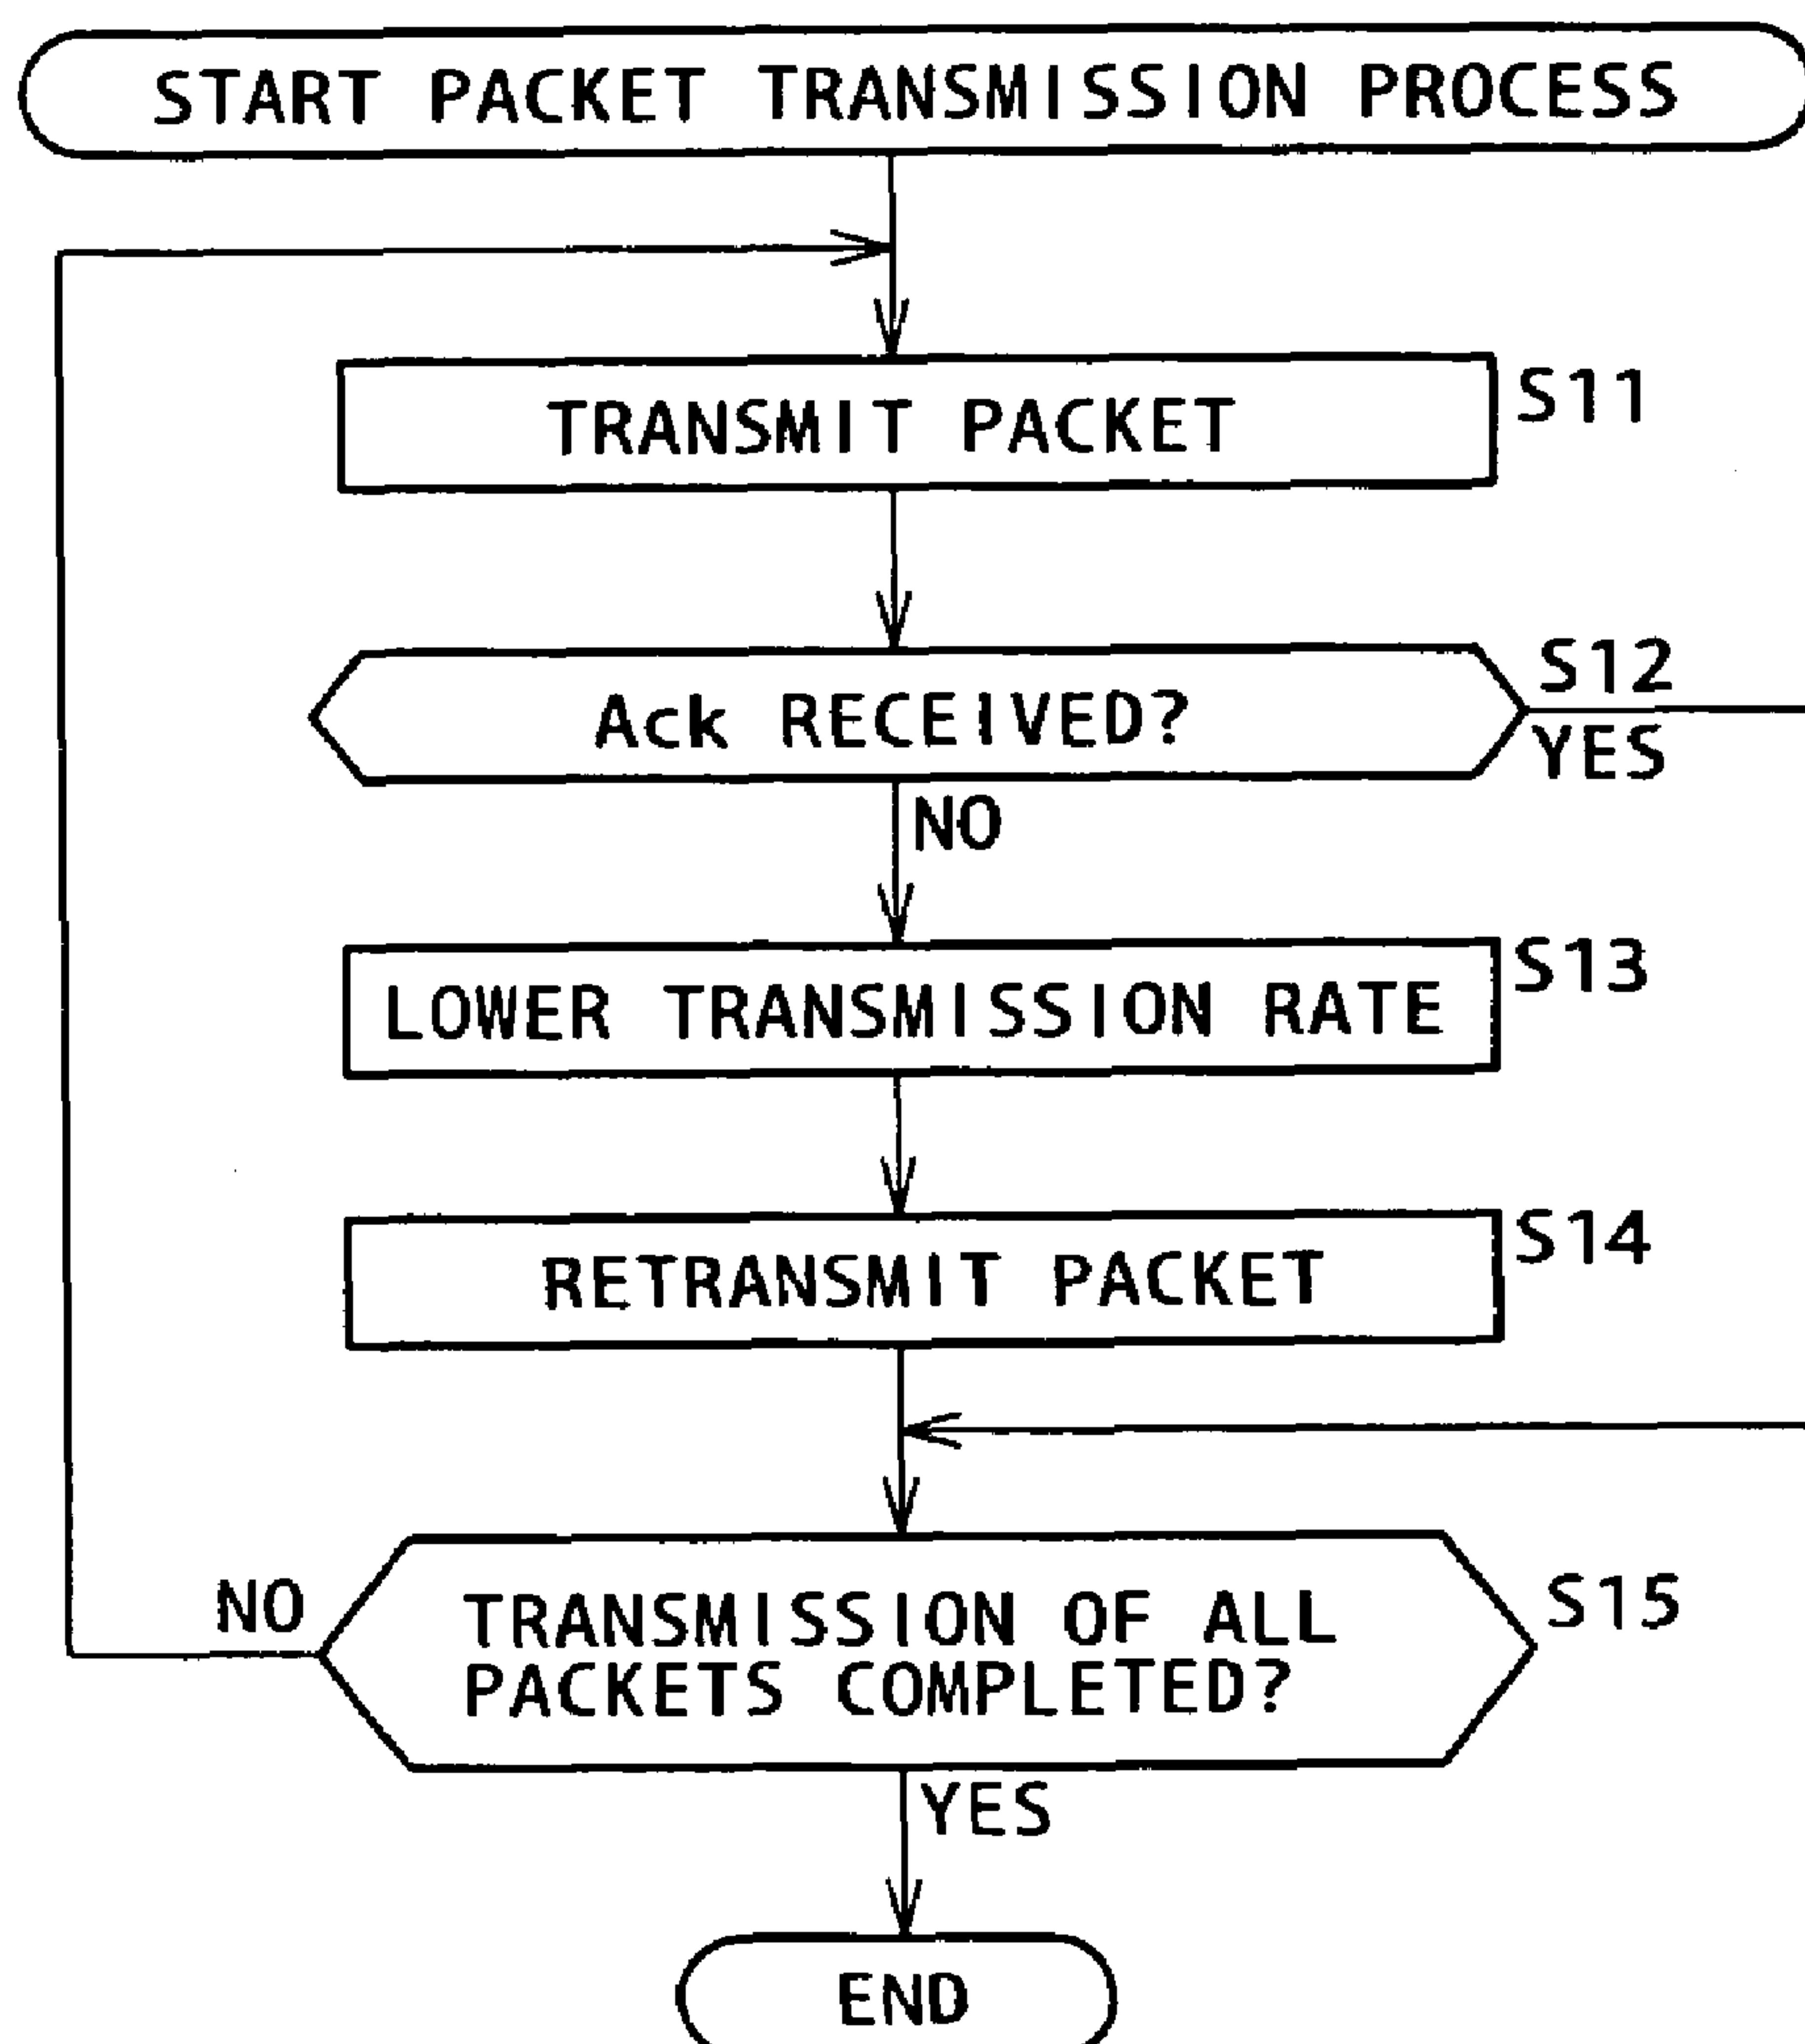 START PACKET TRANSMISSION PROCESS
TRANSMIT PACKET
S11
Ack RECEIVED?
S12
YES
NO
LOWER TRANSMISSION RATE
S13
RETRANSMIT PACKET
S14
NO
TRANSMISSION OF ALL
PACKETS COMPLETED?
S15
YES
END